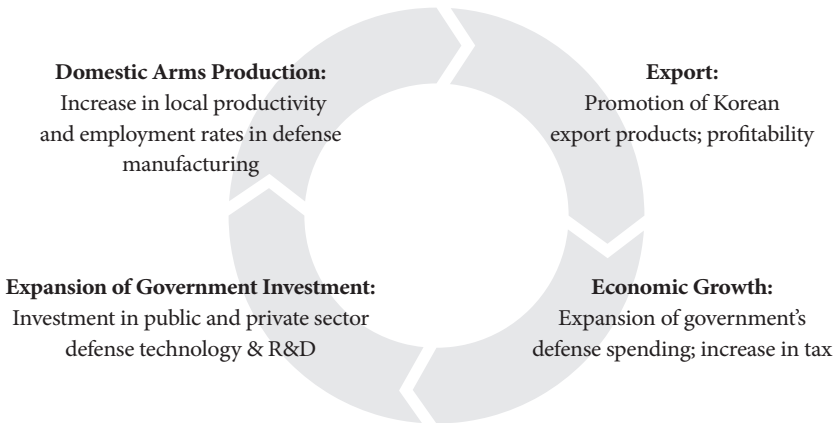 Domestic Arms Production:
Increase in local productivity
and employment rates in defense
manufacturing
Export:
Promotion of Korean
export products; profitability
Expansion of Government Investment:
Investment in public and private sector
defense technology & R&D
Economic Growth:
Expansion of government’s
defense spending; increase in tax